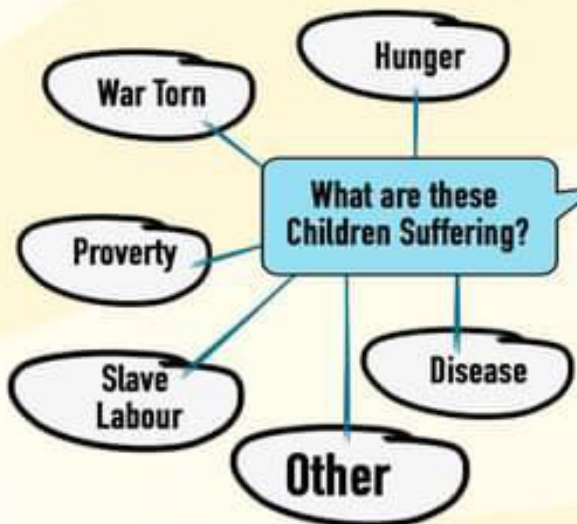 Hunger
War Torn
What are these
Children Suffering?
Proverty
Slave
Labour
Disease
Other